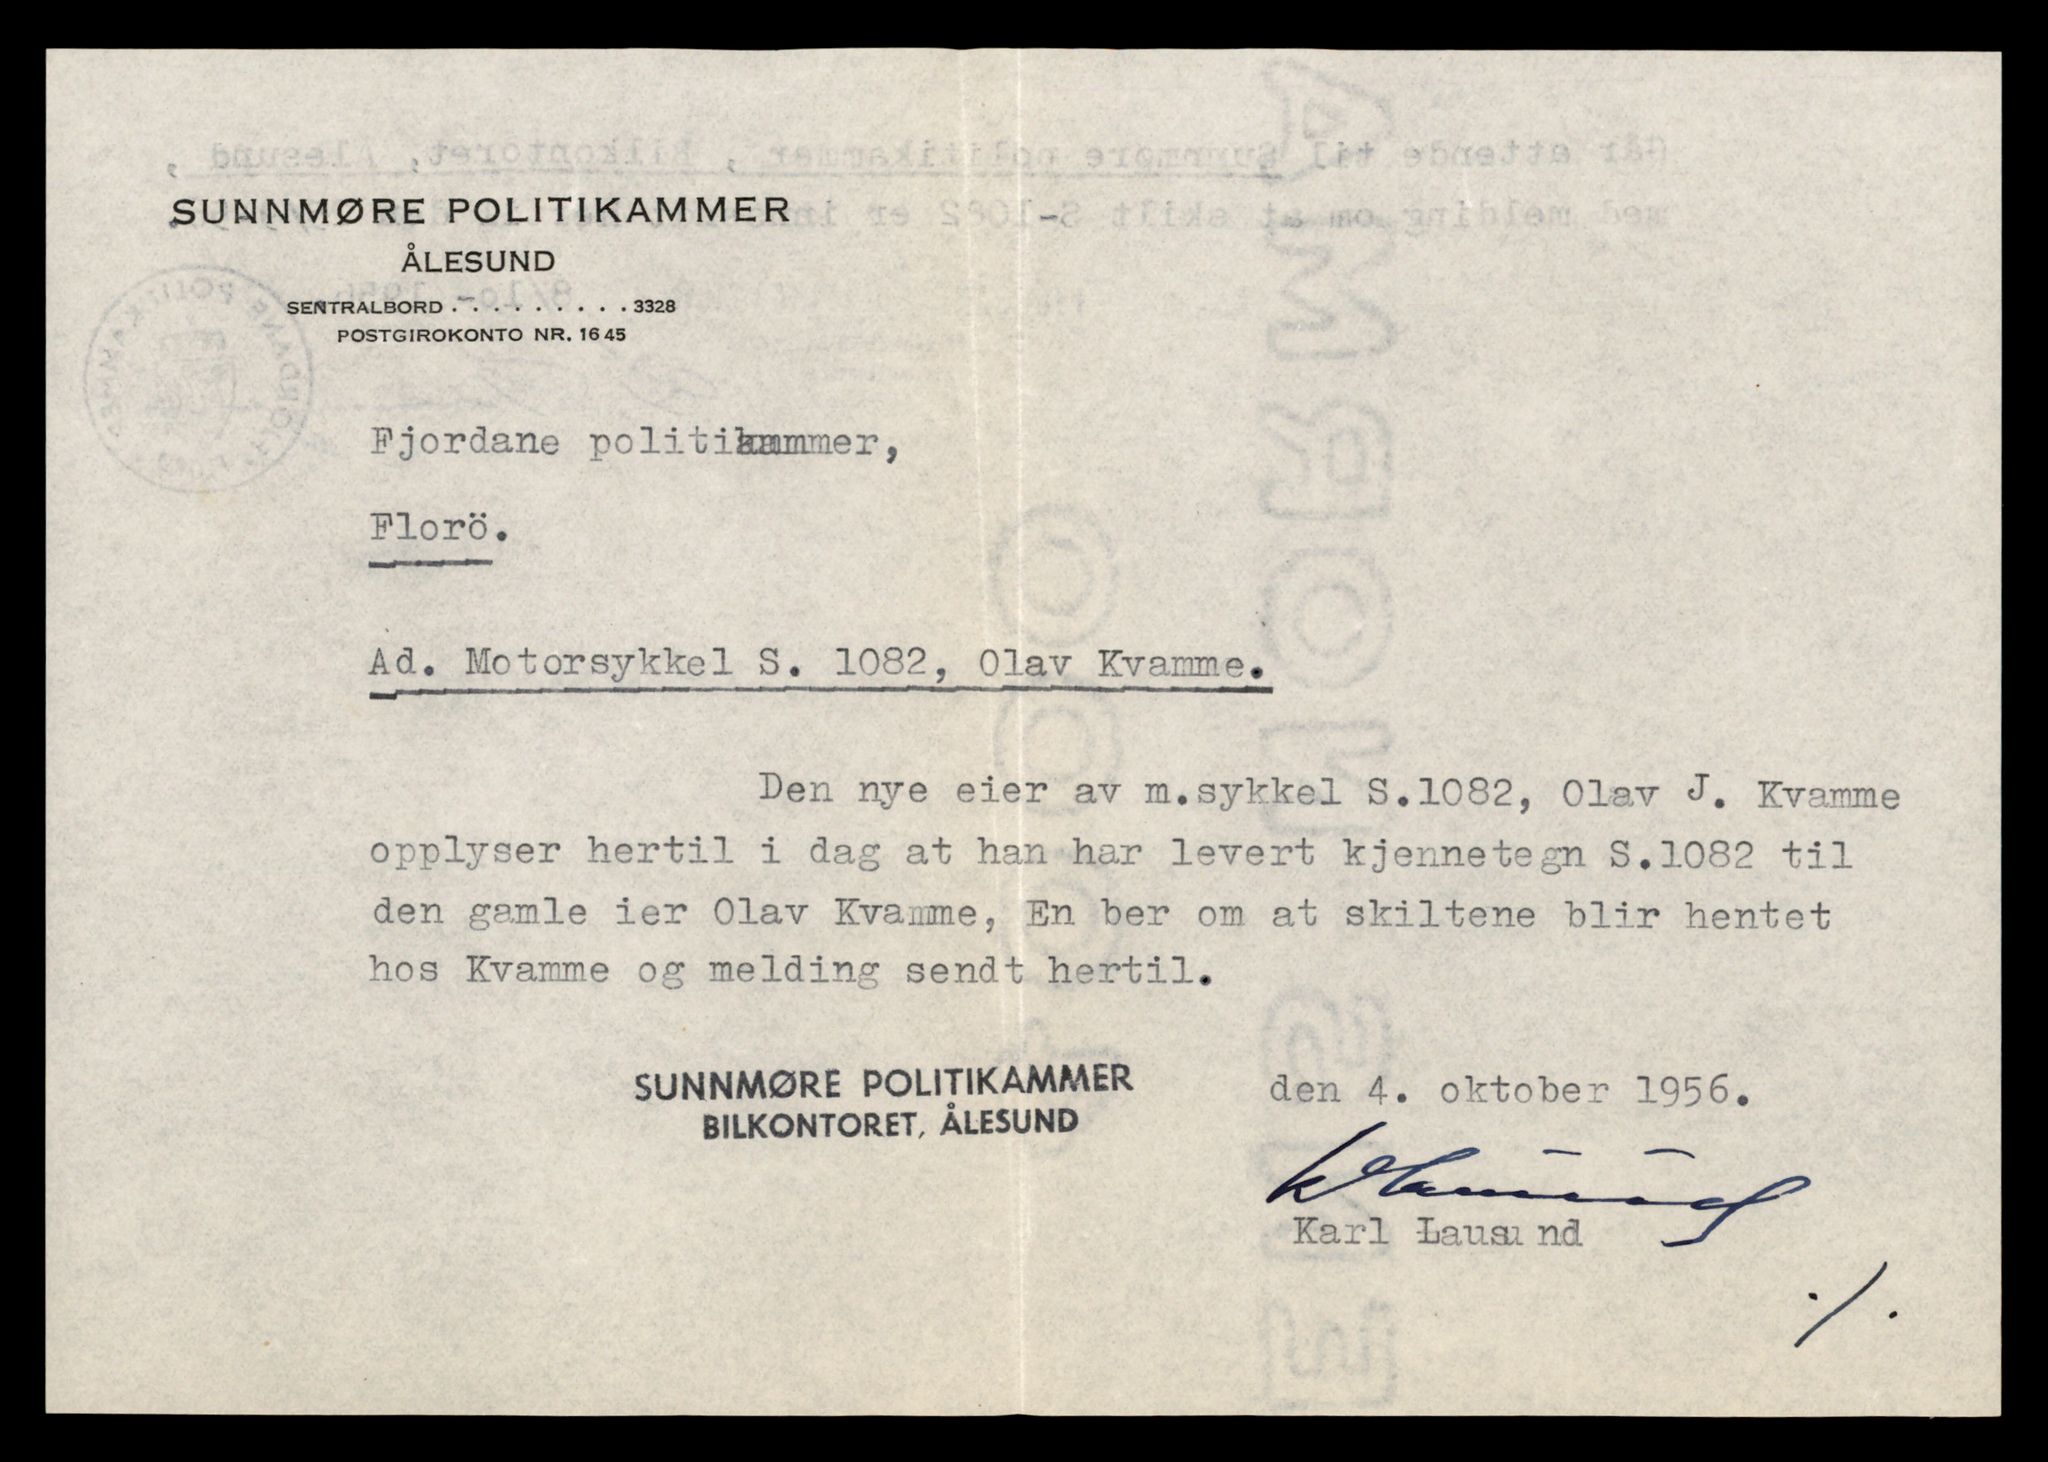 SUNNMØRE POLITIKAMMER
ÅLESUND
SENTRALBORD . . . . . . . . . 3328
POSTGIROKONTO NR. 1645
Fjordane politikammer,
Florö.
Ad. Motorsykkel S. 1082, Olav Kvamme.
Den nye eier av m.sykkel S.1082, Olav J. Kvamme
opplyser hertil i dag at han har levert kjennetegn S.1082 til
den gamle ier Olav Kvamme, En ber om at skiltene blir hentet
hos Kvamme og melding sendt hertil.
SUNNMØRE POLITIKAMMER
BILKONTORET, ÅLESUND
den 4. oktober 1956.
Karl Lausund
./.